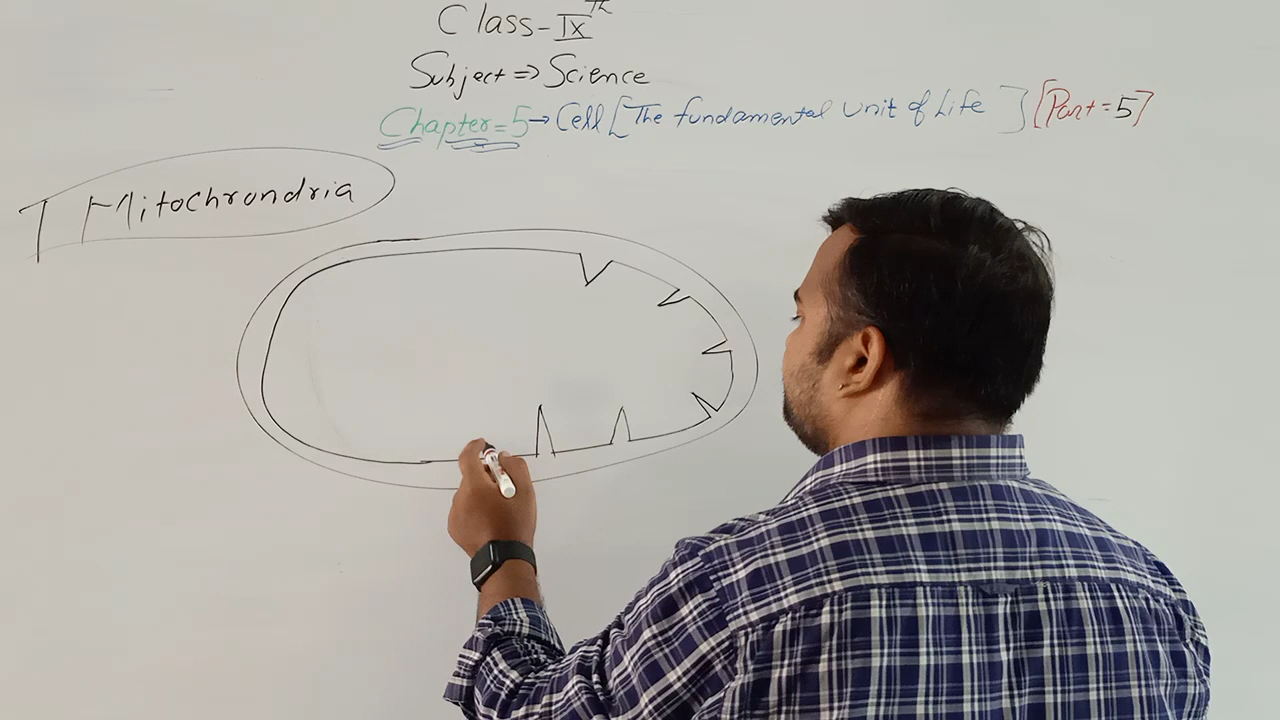 Class-IXth
Subject⇒Science
Chapter=5→Cell[The fundamental unit of Life] [Part=5]
Mitochrondria